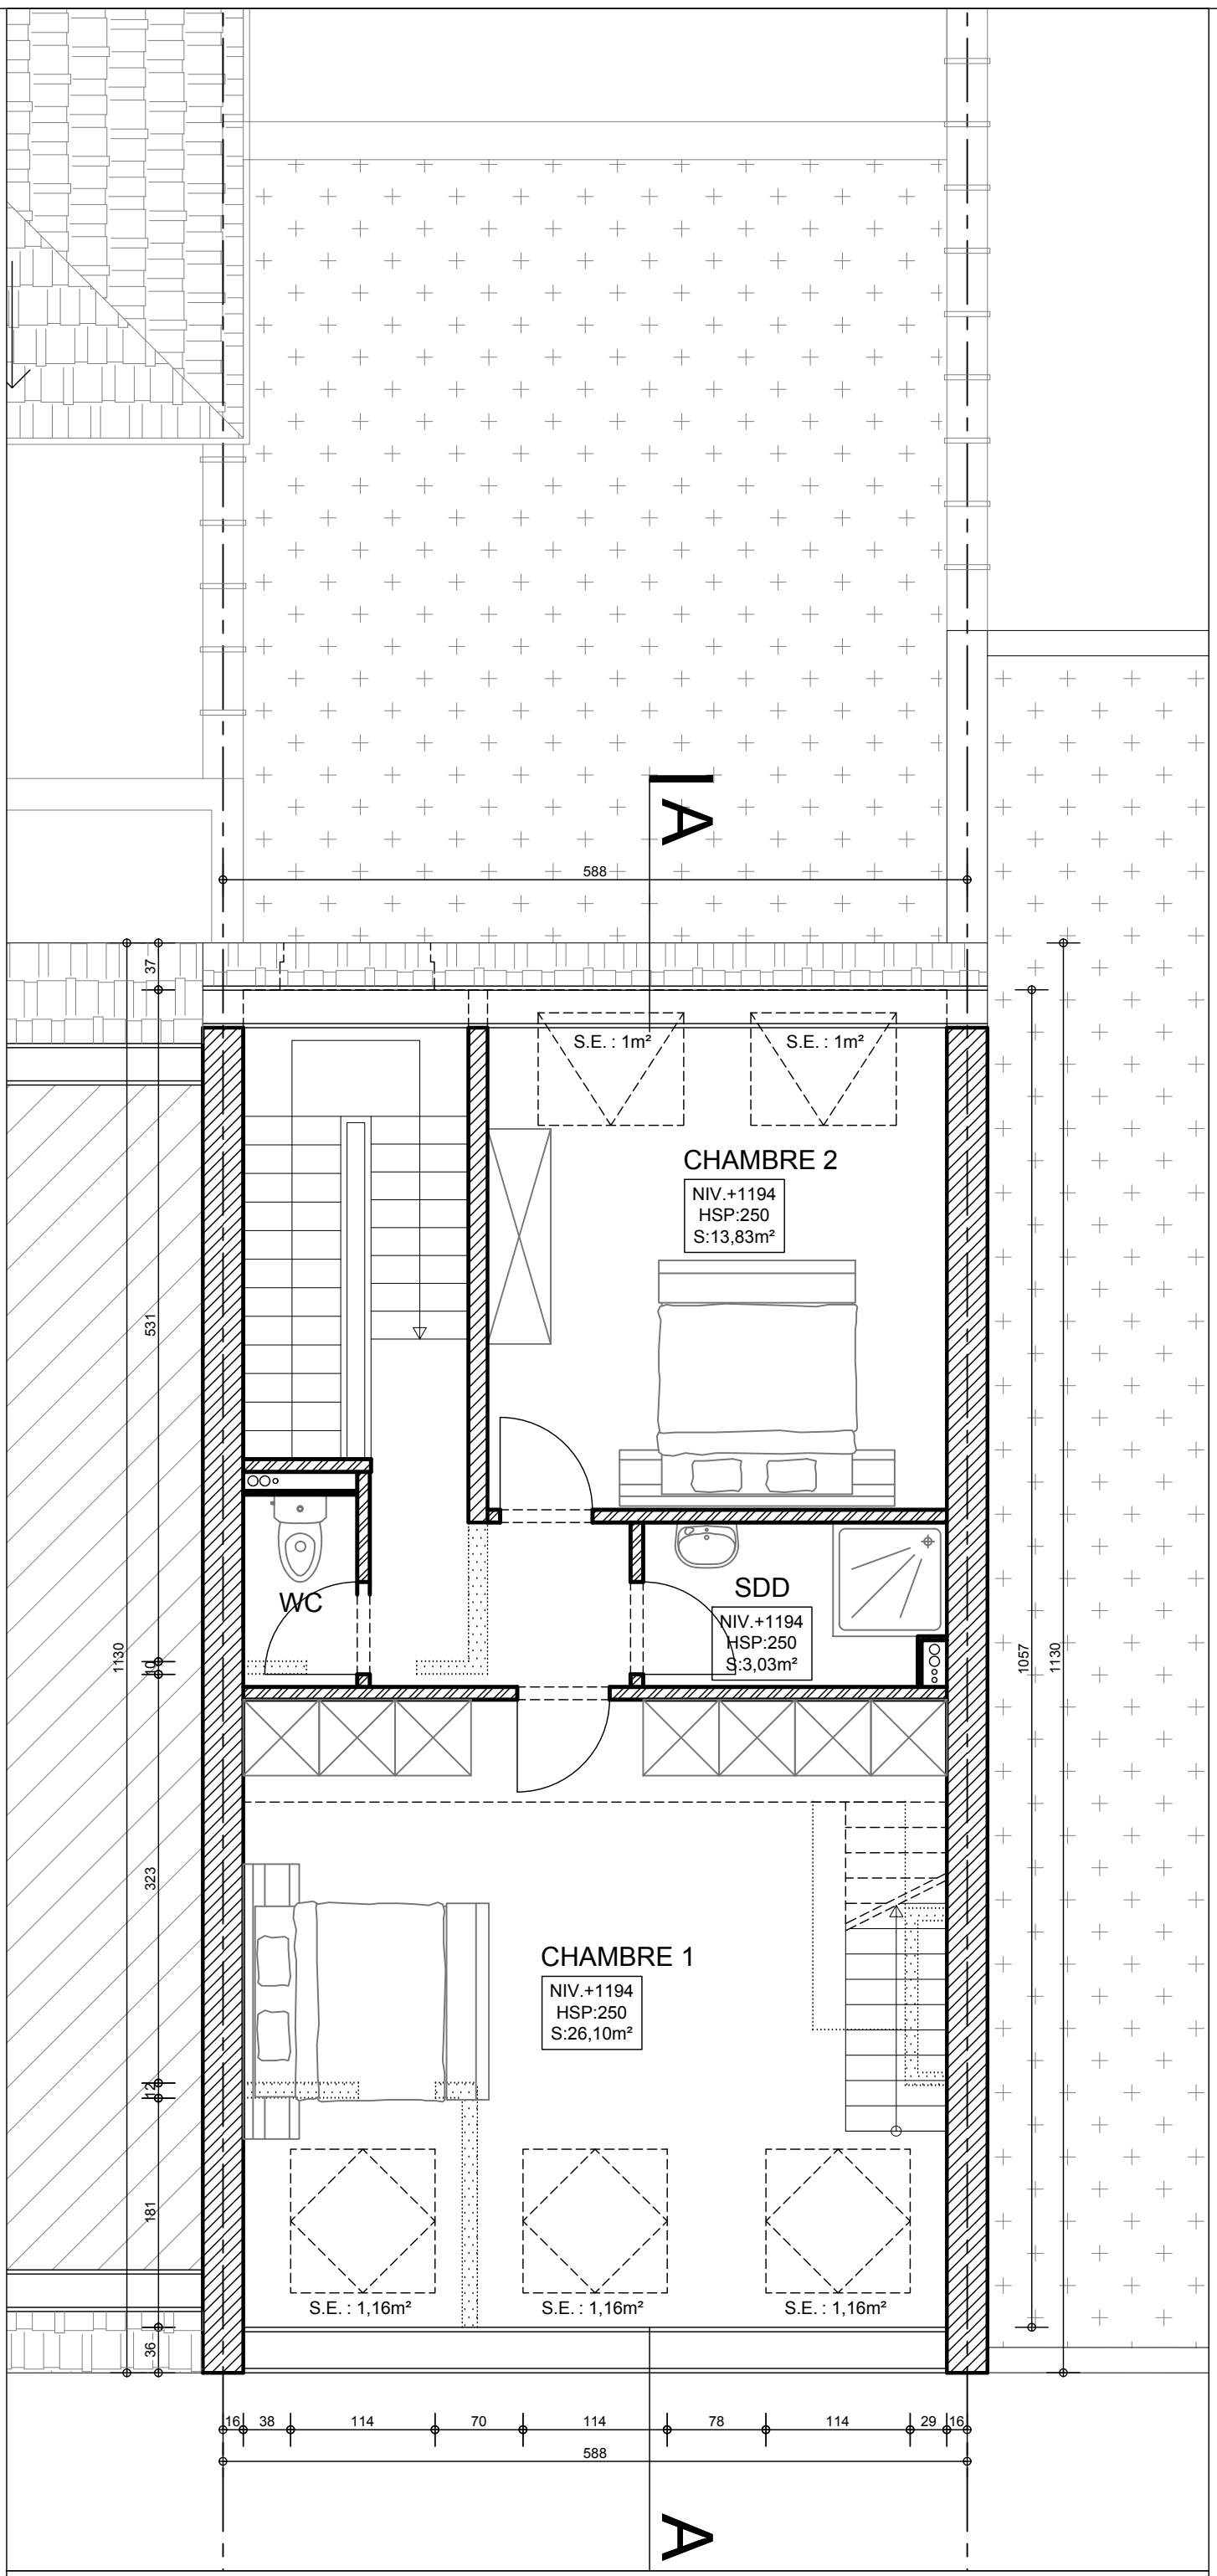 A
588
37
S.E. : 1m²
S.E. : 1m²
CHAMBRE 2
NIV.+1194
HSP:250
S:13,83m²
531
WC
SDD
NIV.+1194
HSP:250
S:3,03m²
1130
10
1057
1130
323
CHAMBRE 1
NIV.+1194
HSP:250
S:26,10m²
12
181
S.E. : 1,16m²
S.E. : 1,16m²
S.E. : 1,16m²
36
16
38
114
70
114
78
114
29
16
588
A